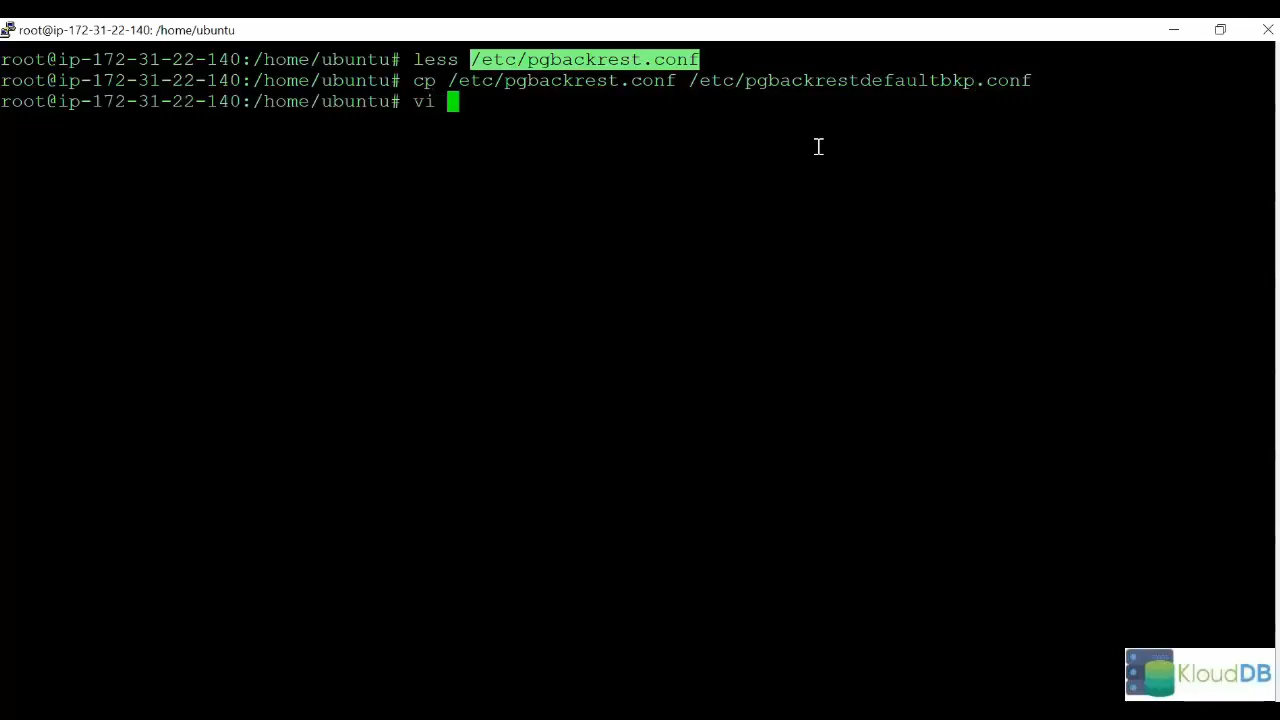 root@ip-172-31-22-140: /home/ubuntu
root@ip-172-31-22-140:/home/ubuntu# less /etc/pgbackrest.conf
root@ip-172-31-22-140:/home/ubuntu# cp /etc/pgbackrest.conf /etc/pgbackrestdefaultbkp.conf
root@ip-172-31-22-140:/home/ubuntu# vi
KloudDB